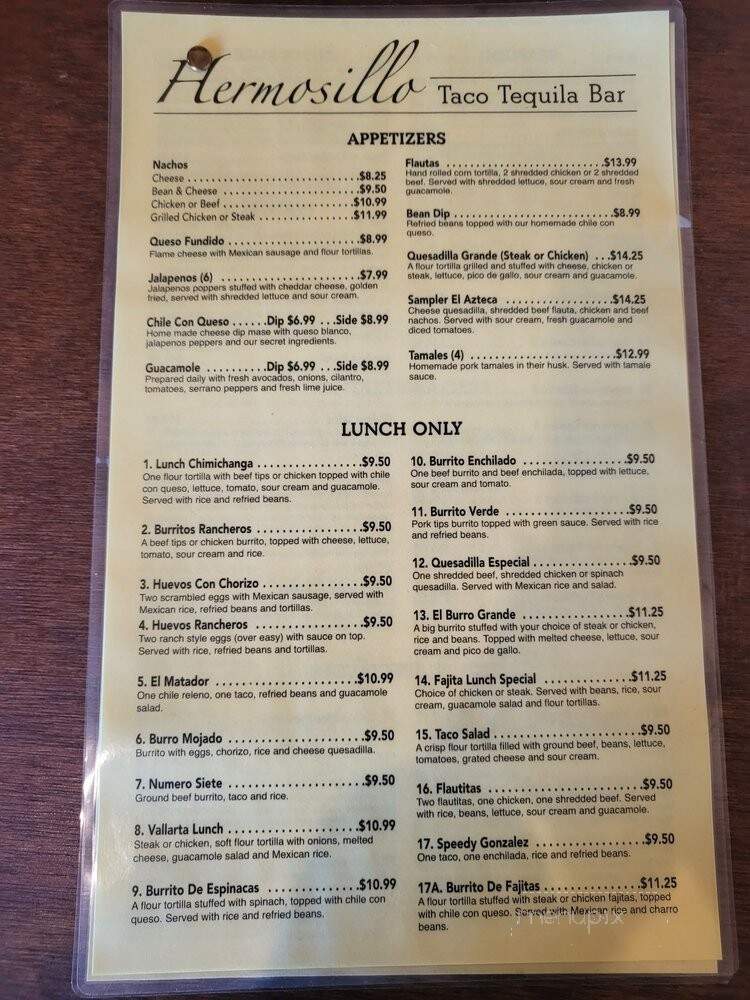 Hermosillo Taco Tequila Bar
APPETIZERS
Nachos
Cheese ..............................$8.25
Bean & Cheese ........................$9.50
Chicken or Beef ......................$10.99
Grilled Chicken or Steak .................$11.99
Queso Fundido .......................$8.99
Flame cheese with Mexican sausage and flour tortillas.
Jalapenos (6) .........................$7.99
Jalapenos poppers stuffed with cheddar cheese, golden
fried, served with shredded lettuce and sour cream.
Chile Con Queso ......Dip $6.99 ...Side $8.99
Home made cheese dip mase with queso blanco,
jalapenos peppers and our secret ingredients.
Guacamole ..........Dip $6.99 ...Side $8.99
Prepared daily with fresh avocados, onions, cilantro,
tomatoes, serrano peppers and fresh lime juice.
Flautas ............................$13.99
Hand rolled corn tortilla, 2 shredded chicken or 2 shredded
beef. Served with shredded lettuce, sour cream and fresh
guacamole.
Bean Dip ............................$8.99
Refried beans topped with our homemade chile con
queso.
Quesadilla Grande (Steak or Chicken) ...$14.25
A flour tortilla grilled and stuffed with cheese, chicken or
steak, lettuce, pico de gallo, sour cream and guacamole.
Sampler El Azteca .....................$14.25
Cheese quesadilla, shredded beef flauta, chicken and beef
nachos. Served with sour cream, fresh guacamole and
diced tomatoes.
Tamales (4) ..........................$12.99
Homemade pork tamales in their husk. Served with tamale
sauce.
LUNCH ONLY
1. Lunch Chimichanga ..................$9.50
One flour tortilla with beef tips or chicken topped with chile
con queso, lettuce, tomato, sour cream and guacamole.
Served with rice and refried beans.
2. Burritos Rancheros ..................$9.50
A beef tips or chicken burrito, topped with cheese, lettuce,
tomato, sour cream and rice.
3. Huevos Con Chorizo .................$9.50
Two scrambled eggs with Mexican sausage, served with
Mexican rice, refried beans and tortillas.
4. Huevos Rancheros ...................$9.50
Two ranch style eggs (over easy) with sauce on top.
Served with rice, refried beans and tortillas.
5. El Matador ........................$10.99
One chile releno, one taco, refried beans and guacamole
salad.
6. Burro Mojado .......................$9.50
Burrito with eggs, chorizo, rice and cheese quesadilla.
7. Numero Siete .......................$9.50
Ground beef burrito, taco and rice.
8. Vallarta Lunch ......................$10.99
Steak or chicken, soft flour tortilla with onions, melted
cheese, guacamole salad and Mexican rice.
9. Burrito De Espinacas ................$10.99
A flour tortilla stuffed with spinach, topped with chile con
queso. Served with rice and refried beans.
10. Burrito Enchilado ..................$9.50
One beef burrito and beef enchilada, topped with lettuce,
sour cream and tomato.
11. Burrito Verde ......................$9.50
Pork tips burrito topped with green sauce. Served with rice
and refried beans.
12. Quesadilla Especial .................$9.50
One shredded beef, shredded chicken or spinach
quesadilla. Served with Mexican rice and salad.
13. El Burro Grande ...................$11.25
A big burrito stuffed with your choice of steak or chicken,
rice and beans. Topped with melted cheese, lettuce, sour
cream and pico de gallo.
14. Fajita Lunch Special ................$11.25
Choice of chicken or steak. Served with beans, rice, sour
cream, guacamole salad and flour tortillas.
15. Taco Salad .........................$9.50
A crisp flour tortilla filled with ground beef, beans, lettuce,
tomatoes, grated cheese and sour cream.
16. Flautitas ..........................$9.50
Two flautitas, one chicken, one shredded beef. Served
with rice, beans, lettuce, sour cream and guacamole.
17. Speedy Gonzalez ...................$9.50
One taco, one enchilada, rice and refried beans.
17A. Burrito De Fajitas ................$11.25
A flour tortilla stuffed with steak or chicken fajitas, topped
with chile con queso. Served with Mexican rice and charro
beans.
menupix